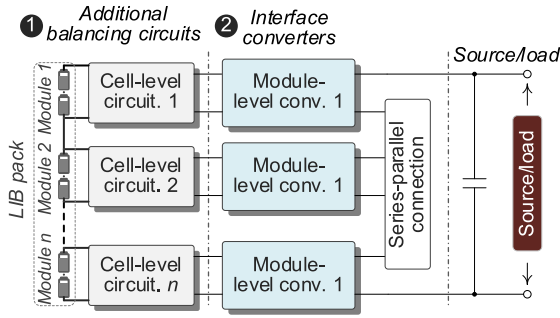 1 Additional
balancing circuits
2 Interface
converters
Source/load
LIB pack
Module 1
Cell-level
circuit. 1
Module-
level conv. 1
Module 2
Cell-level
circuit. 2
Module-
level conv. 1
Module n
Cell-level
circuit. n
Module-
level conv. 1
Series-parallel
connection
Source/load